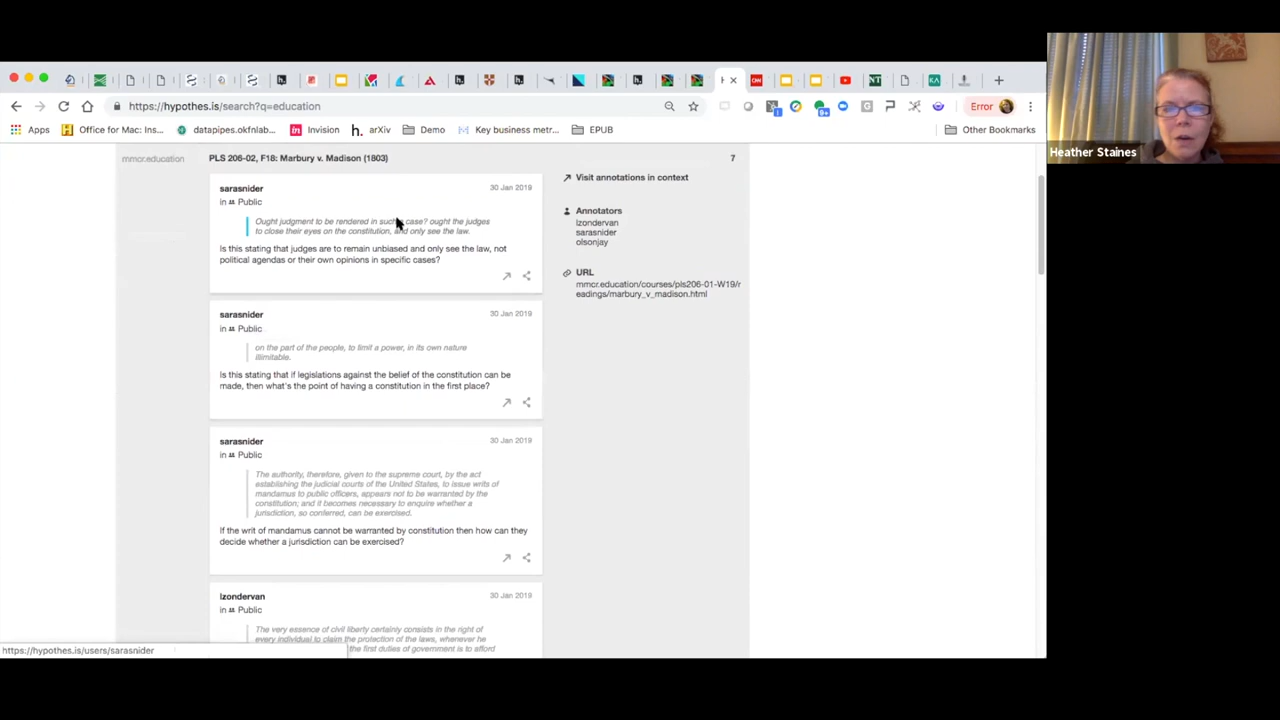 https://hypothes.is/search?q=education
Error
Apps
Office for Mac: Ins...
datapipes.okfnlab...
Invision
arXiv
Demo
Key business metr...
EPUB
Other Bookmarks
Heather Staines
mmcr.education
PLS 206-02, F18: Marbury v. Madison (1803)
7
sarasnider
30 Jan 2019
in Public
Ought judgment to be rendered in such case? ought the judges
to close their eyes on the constitution, and only see the law.
Is this stating that judges are to remain unbiased and only see the law, not
political agendas or their own opinions in specific cases?
Visit annotations in context
Annotators
lzondervan
sarasnider
olsonjay
URL
mmcr.education/courses/pls206-01-W19/r
eadings/marbury_v_madison.html
sarasnider
30 Jan 2019
in Public
on the part of the people, to limit a power, in its own nature
illimitable.
Is this stating that if legislations against the belief of the constitution can be
made, then what's the point of having a constitution in the first place?
sarasnider
30 Jan 2019
in Public
The authority, therefore, given to the supreme court, by the act
establishing the judicial courts of the United States, to issue writs of
mandamus to public officers, appears not to be warranted by the
constitution; and it becomes necessary to enquire whether a
jurisdiction, so conferred, can be exercised.
If the writ of mandamus cannot be warranted by constitution then how can they
decide whether a jurisdiction can be exercised?
lzondervan
30 Jan 2019
in Public
The very essence of civil liberty certainly consists in the right of
every individual to claim the protection of the laws, whenever he
the first duties of government is to afford
https://hypothes.is/users/sarasnider